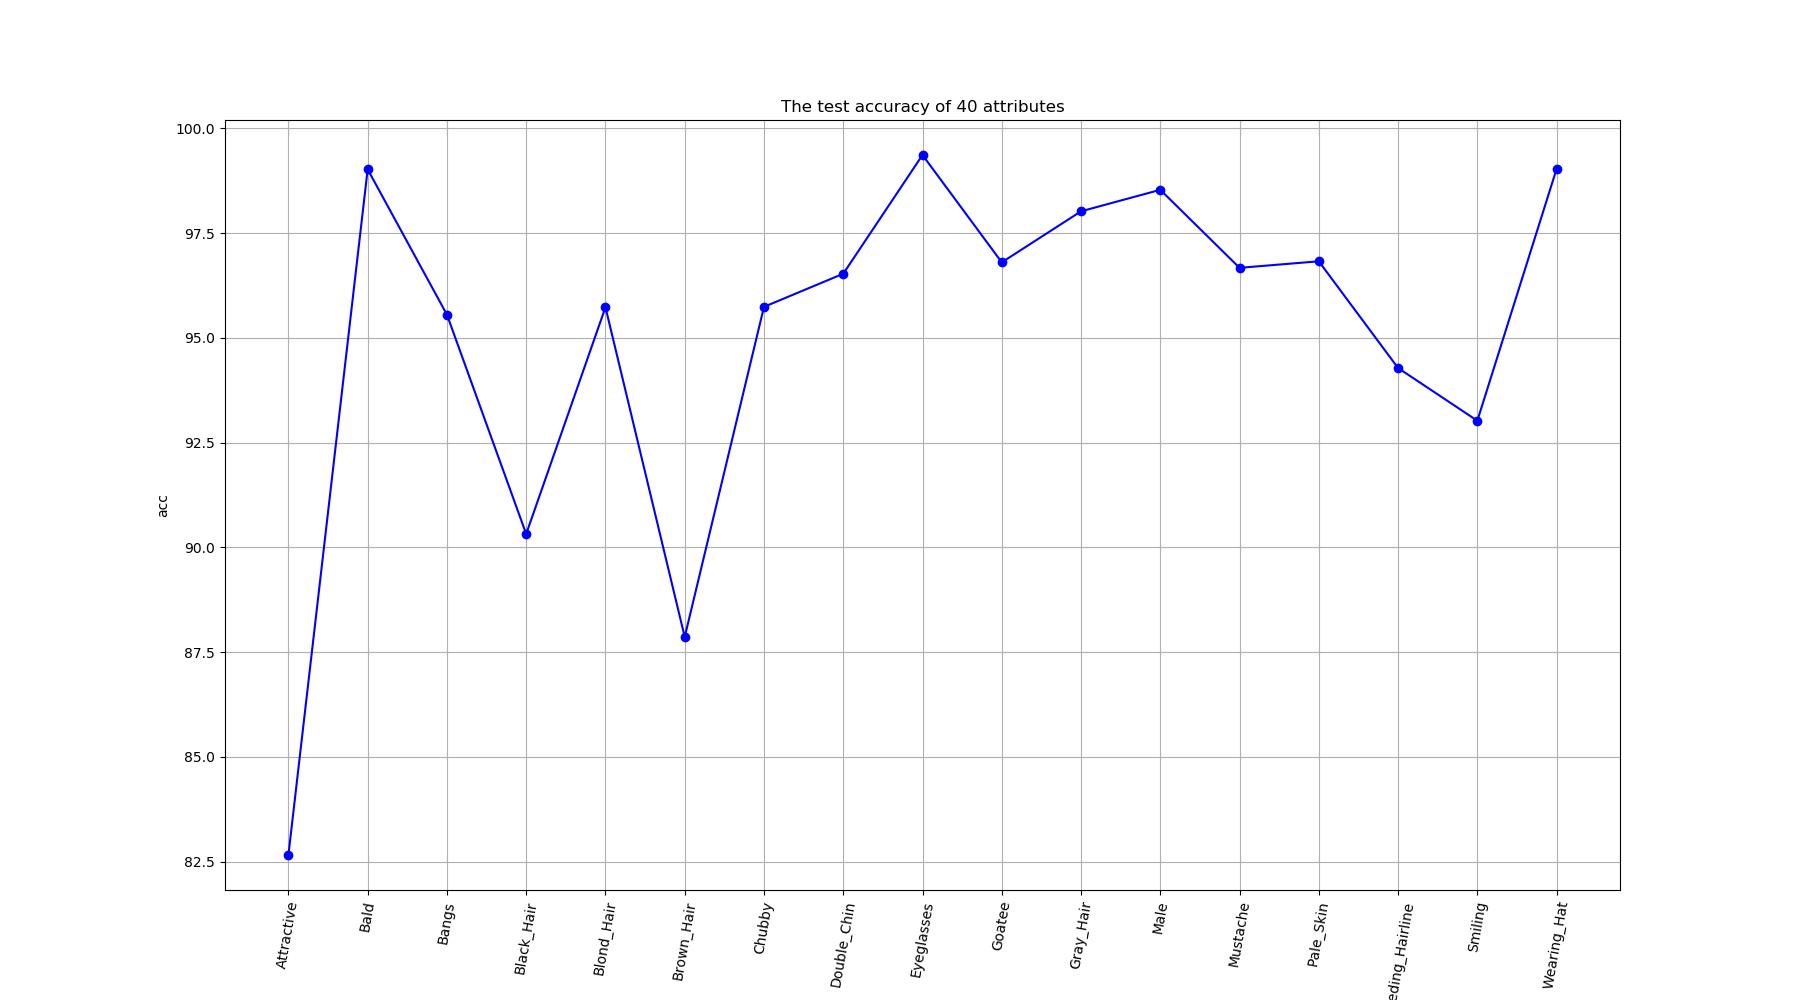 The test accuracy of 40 attributes
100.0
97.5
95.0
92.5
90.0
87.5
85.0
82.5
acc
Attractive
Bald
Bangs
Black_Hair
Blond_Hair
Brown_Hair
Chubby
Double_Chin
Eyeglasses
Goatee
Gray_Hair
Male
Mustache
Pale_Skin
eding_Hairline
Smiling
Wearing_Hat